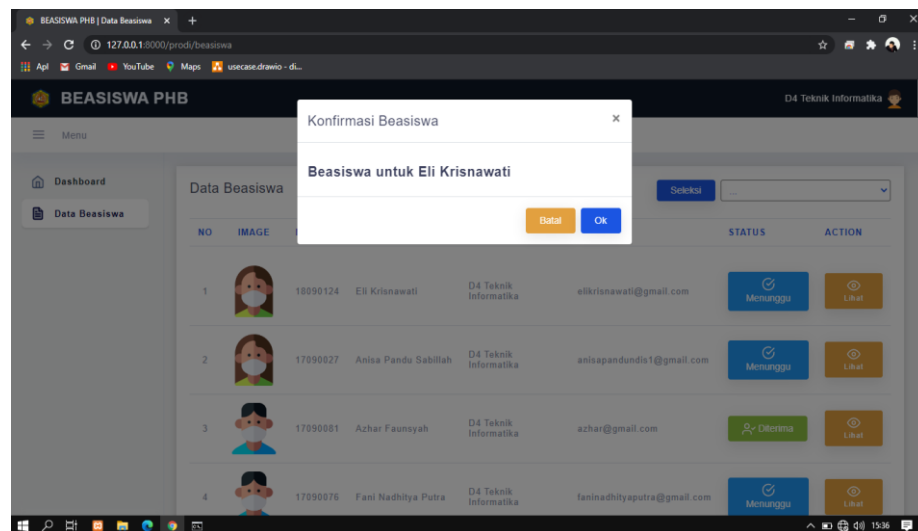 BEASISWA PHB | Data Beasiswa
127.0.0.1:8000/prodi/beasiswa
Apl Gmail YouTube Maps usecase.drawio - di...
BEASISWA PHB
D4 Teknik Informatika
Menu
Konfirmasi Beasiswa
Beasiswa untuk Eli Krisnawati
Batal Ok
Dashboard
Data Beasiswa
Data Beasiswa
Seleksi ...
NO IMAGE STATUS ACTION
1 18090124 Eli Krisnawati D4 Teknik Informatika elikrisnawati@gmail.com Menunggu Lihat
2 17090027 Anisa Pandu Sabillah D4 Teknik Informatika anisapandundis1@gmail.com Menunggu Lihat
3 17090081 Azhar Faunsyah D4 Teknik Informatika azhar@gmail.com Diterima Lihat
4 17090076 Fani Nadhitya Putra D4 Teknik Informatika faninadhityaputra@gmail.com Menunggu Lihat
15:36